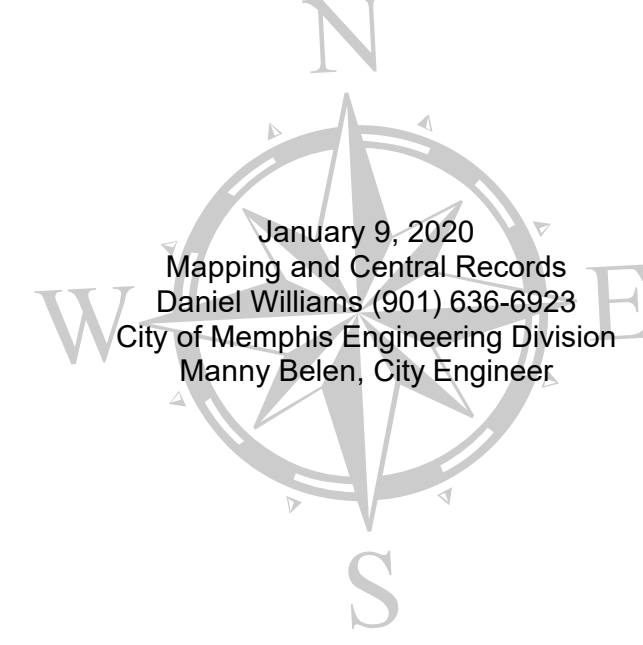 N
January 9, 2020
Mapping and Central Records
Daniel Williams (901) 636-6923
W E
City of Memphis Engineering Division
Manny Belen, City Engineer
S